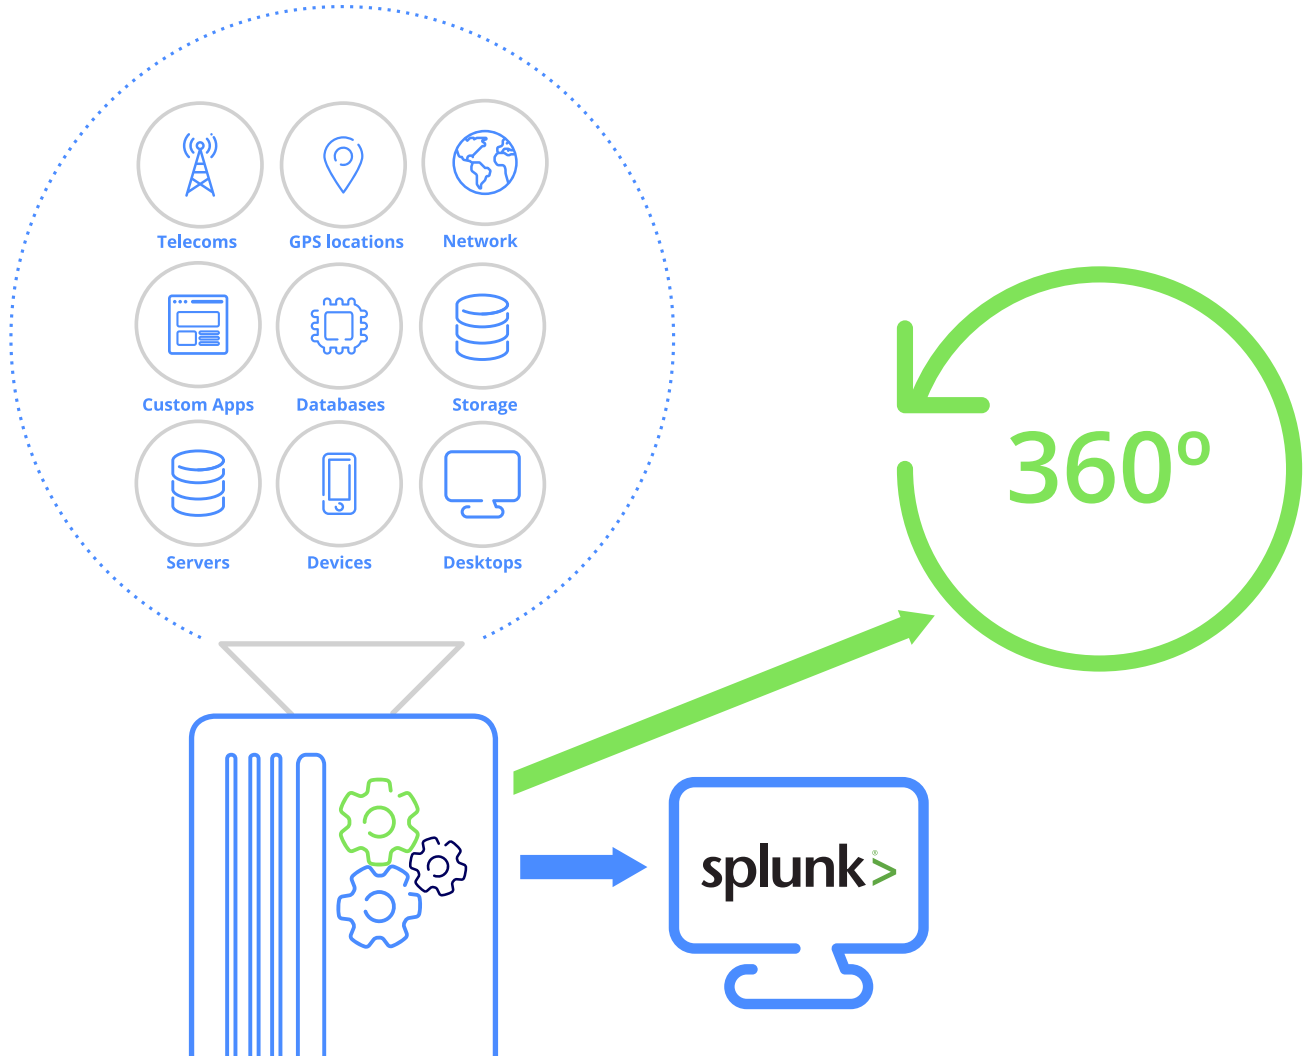 Telecoms GPS locations Network
Custom Apps Databases Storage
360º
Servers Devices Desktops
splunk>®